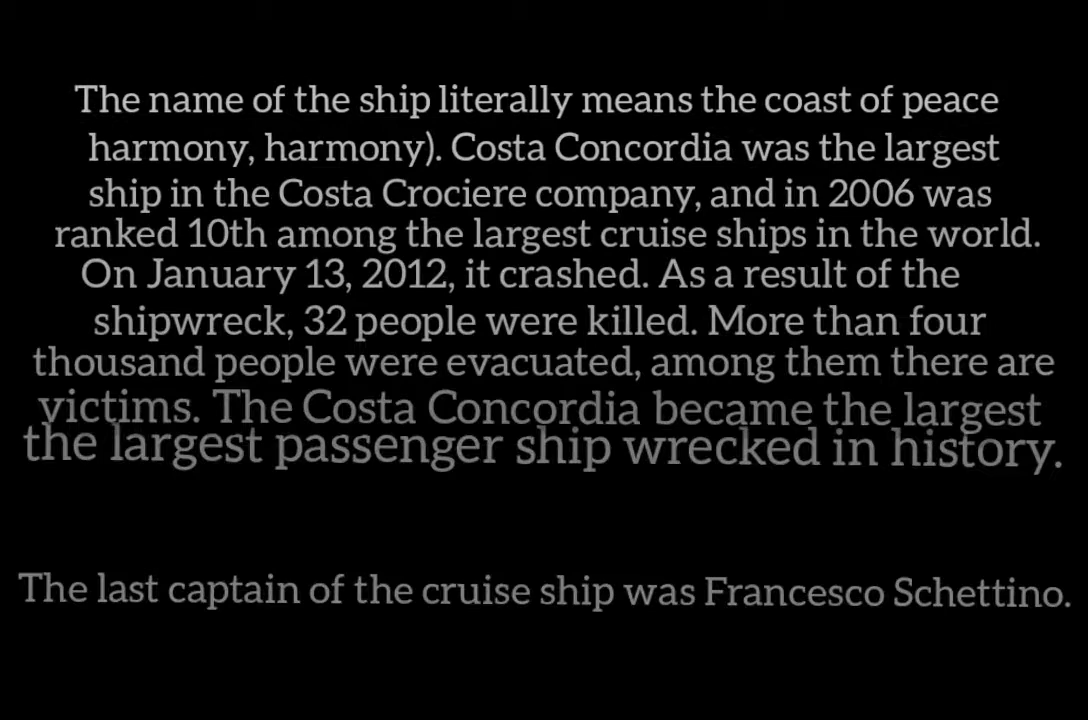 The name of the ship literally means the coast of peace
harmony, harmony). Costa Concordia was the largest
ship in the Costa Crociere company, and in 2006 was
ranked 10th among the largest cruise ships in the world.
On January 13, 2012, it crashed. As a result of the
shipwreck, 32 people were killed. More than four
thousand people were evacuated, among them there are
victims. The Costa Concordia became the largest
the largest passenger ship wrecked in history.
The last captain of the cruise ship was Francesco Schettino.